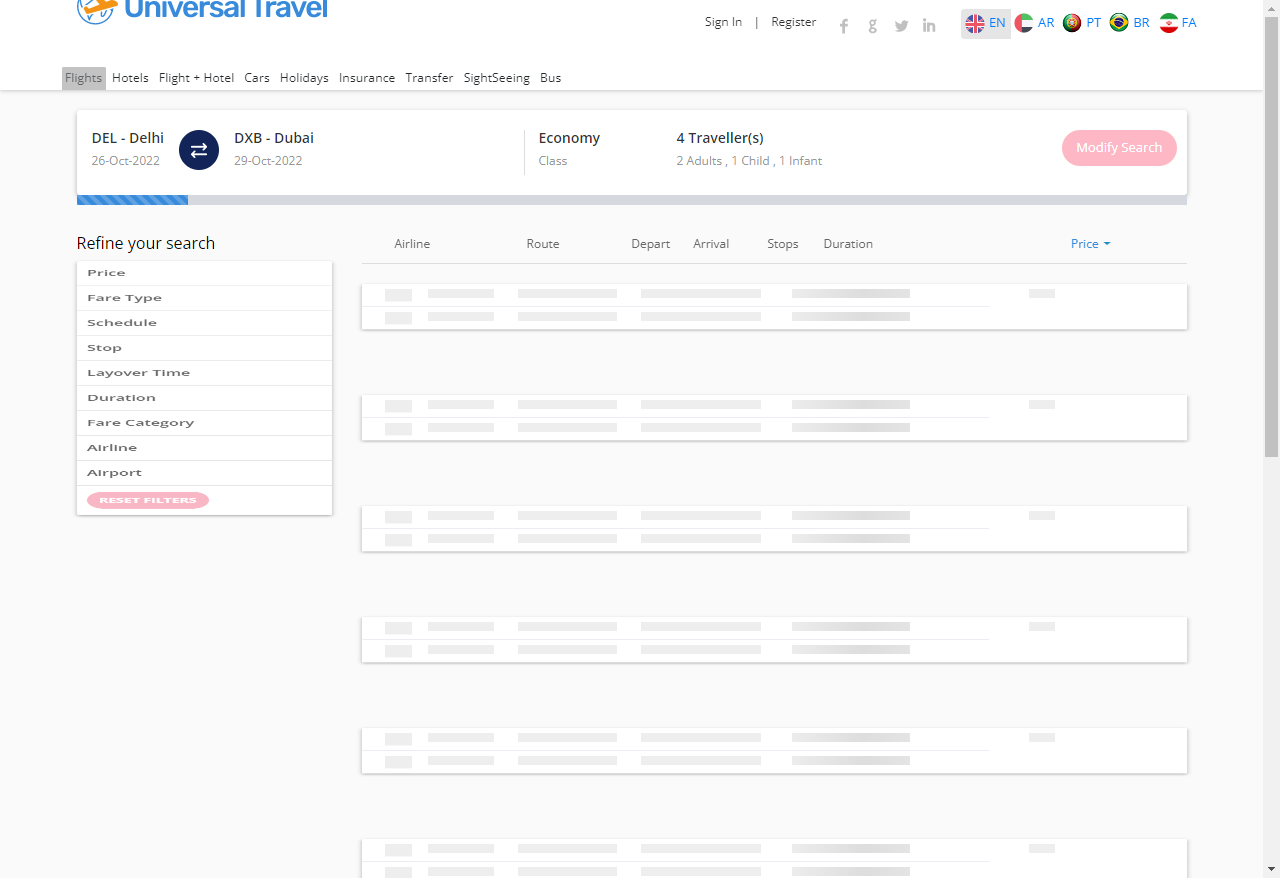 Universal Travel
Sign In | Register
EN AR PT BR FA
Flights Hotels Flight + Hotel Cars Holidays Insurance Transfer SightSeeing Bus
DEL - Delhi DXB - Dubai Economy 4 Traveller(s)
26-Oct-2022 29-Oct-2022 Class 2 Adults , 1 Child , 1 Infant
Modify Search
Refine your search
Airline Route Depart Arrival Stops Duration Price
Price
Fare Type
Schedule
Stop
Layover Time
Duration
Fare Category
Airline
Airport
RESET FILTERS